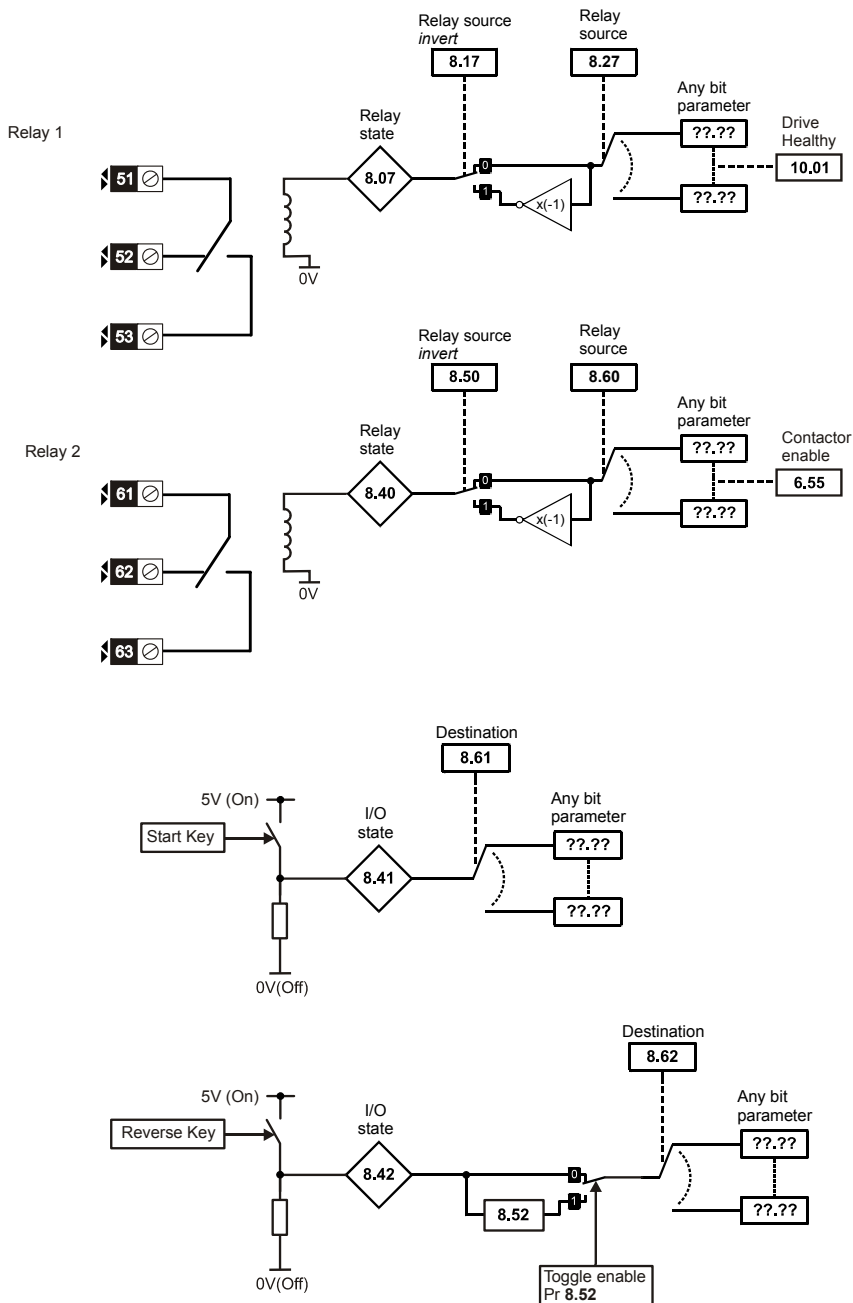 Relay 1
Relay source
invert
8.17
Relay
source
8.27
Any bit
parameter
??.??
??.??
Drive
Healthy
10.01
Relay
state
8.07
0
1
x(-1)
51
52
53
0V
Relay 2
Relay source
invert
8.50
Relay
source
8.60
Any bit
parameter
??.??
??.??
Contactor
enable
6.55
Relay
state
8.40
0
1
x(-1)
61
62
63
0V
Destination
8.61
5V (On)
Start Key
I/O
state
8.41
Any bit
parameter
??.??
??.??
0V(Off)
Destination
8.62
5V (On)
Reverse Key
I/O
state
8.42
0
1
8.52
Any bit
parameter
??.??
??.??
0V(Off)
Toggle enable
Pr 8.52